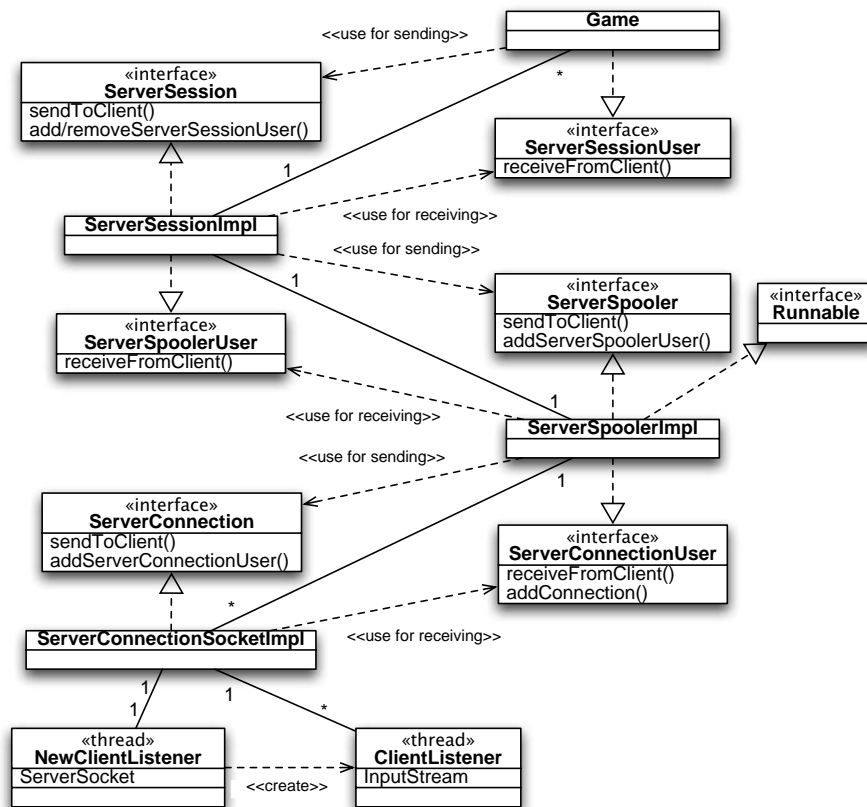 Game
<<use for sending>>
«interface»
ServerSession
sendToClient()
add/removeServerSessionUser()
*
«interface»
ServerSessionUser
receiveFromClient()
1
<<use for receiving>>
ServerSessionImpl
<<use for sending>>
1
«interface»
ServerSpooler
sendToClient()
addServerSpoolerUser()
«interface»
Runnable
«interface»
ServerSpoolerUser
receiveFromClient()
1
<<use for receiving>>
ServerSpoolerImpl
<<use for sending>>
1
«interface»
ServerConnection
sendToClient()
addServerConnectionUser()
«interface»
ServerConnectionUser
receiveFromClient()
addConnection()
*
ServerConnectionSocketImpl
<<use for receiving>>
1
1
1
*
«thread»
NewClientListener
ServerSocket
<<create>>
«thread»
ClientListener
InputStream